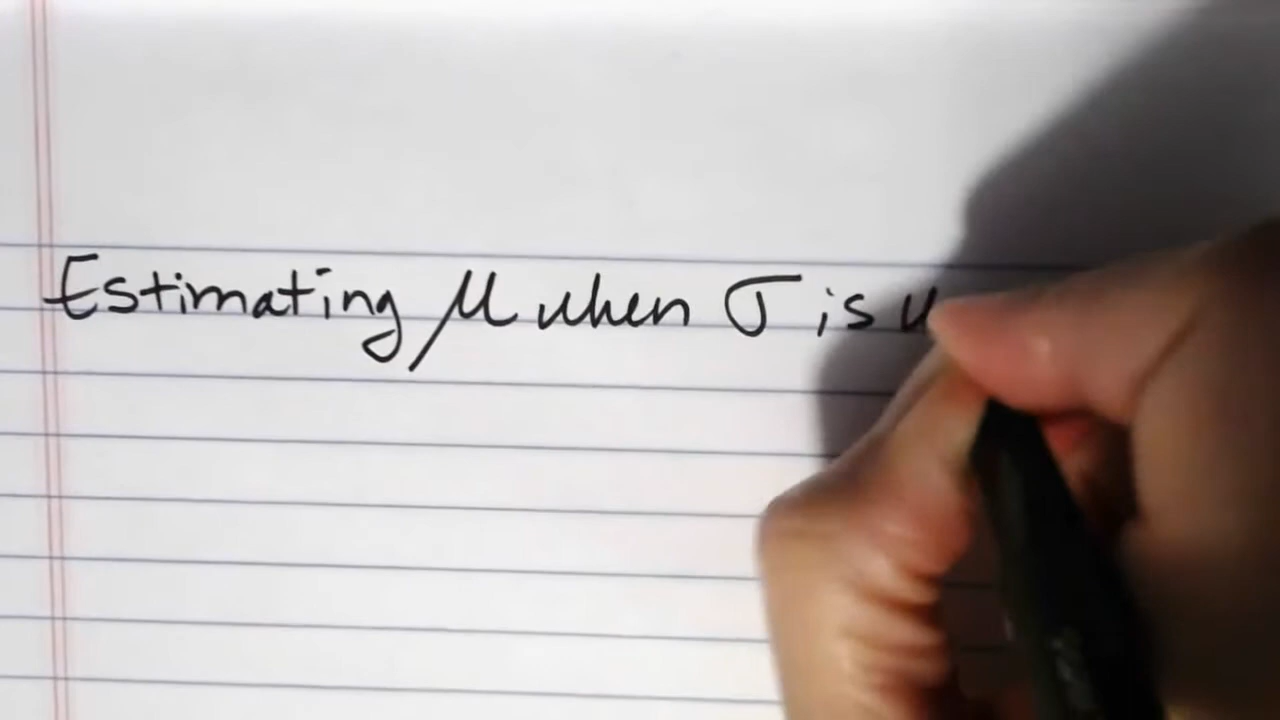 Estimating μ when σ is u